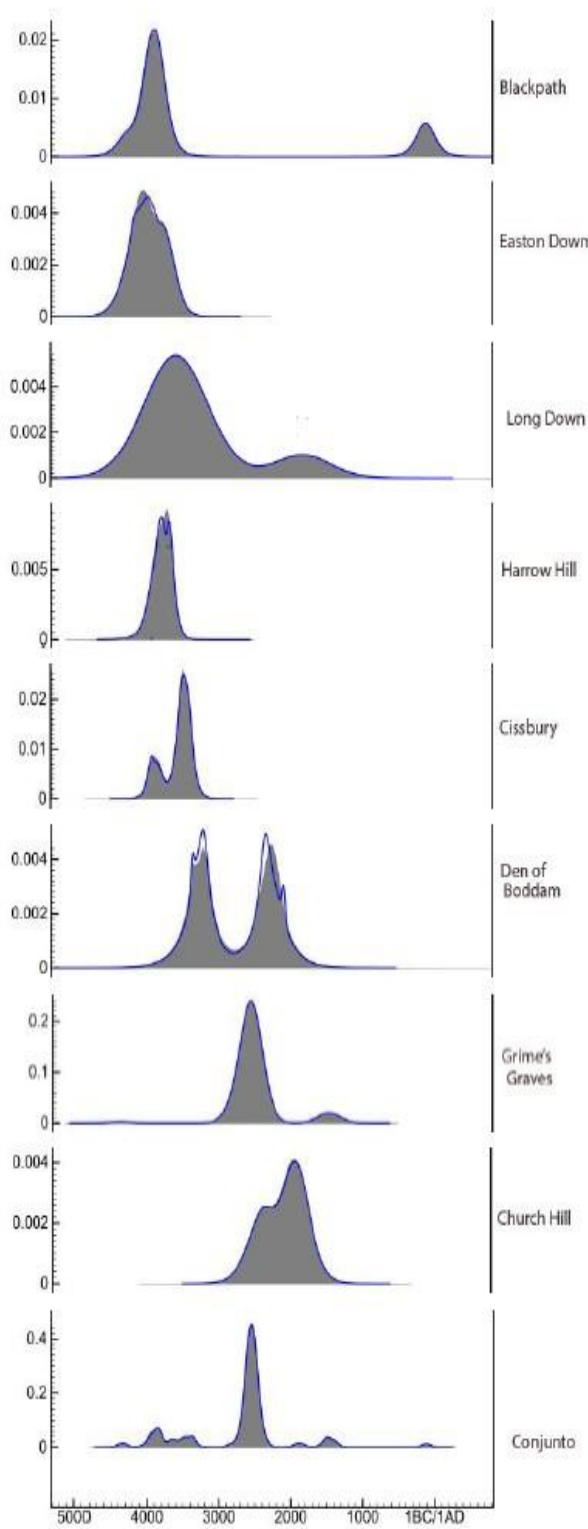 0.02
0.01
0
Blackpath
0.004
0.002
0
Easton Down
0.004
0.002
0
Long Down
0.005
0
Harrow Hill
0.02
0.01
0
Cissbury
0.004
0.002
0
Den of
Boddam
0.2
0.1
0
Grime's
Graves
0.004
0.002
0
Church Hill
0.4
0.2
0
Conjunto
5000 4000 3000 2000 1000 1BC/1AD